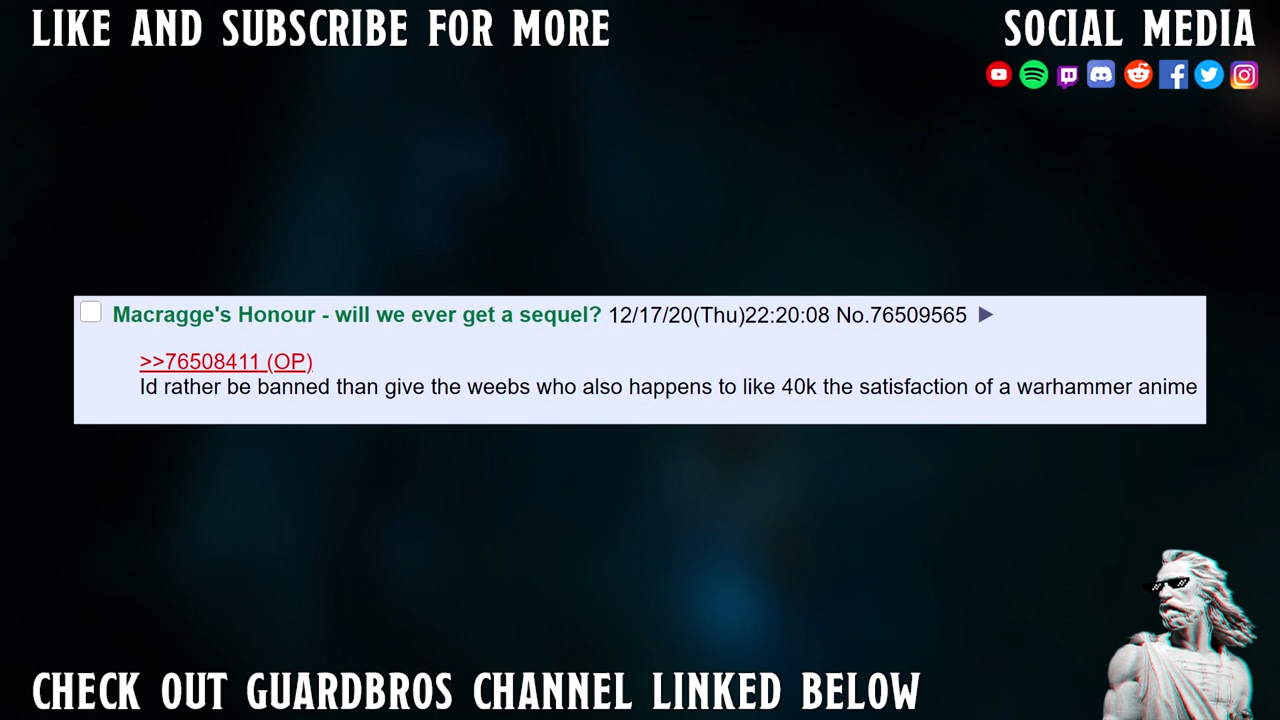 LIKE AND SUBSCRIBE FOR MORE
SOCIAL MEDIA
Macragge's Honour - will we ever get a sequel? 12/17/20(Thu)22:20:08 No.76509565
>>76508411 (OP)
Id rather be banned than give the weebs who also happens to like 40k the satisfaction of a warhammer anime
CHECK OUT GUARDBROS CHANNEL LINKED BELOW